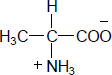 H
H₃C
COO⁻
+ NH₃